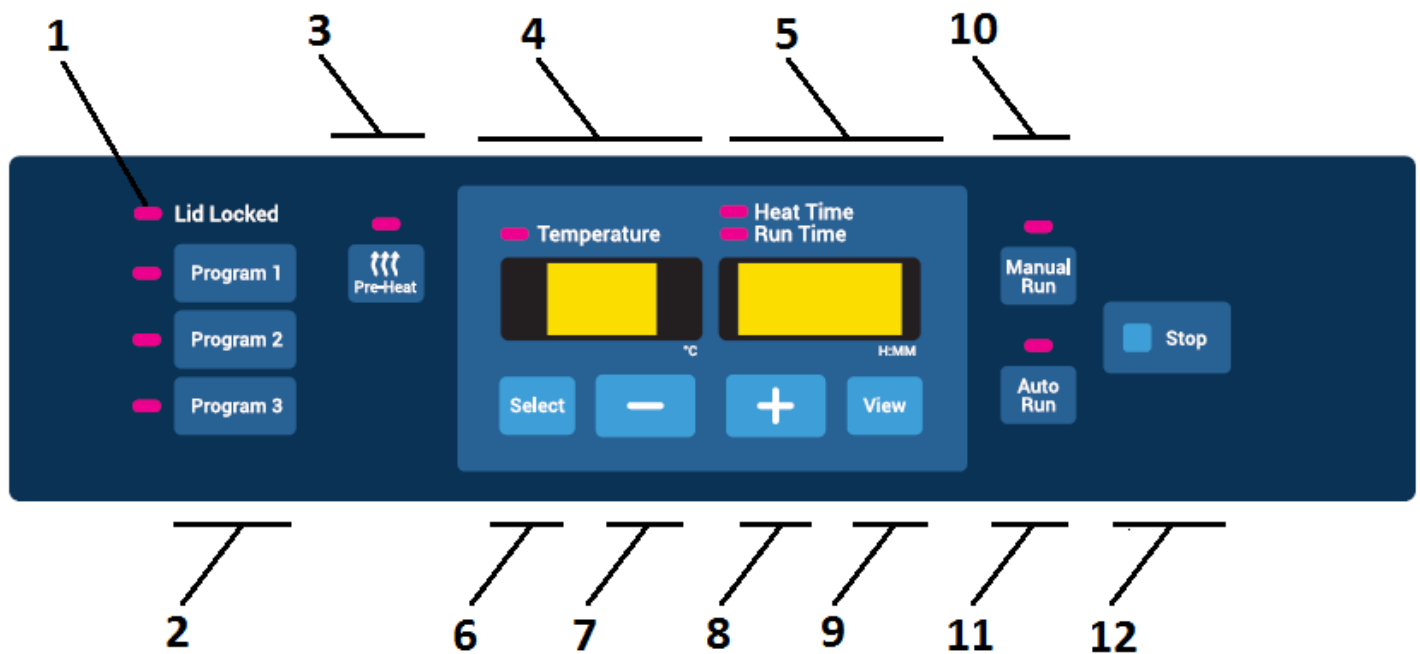 1
3
4
5
10
Lid Locked
Program 1
Program 2
Program 3
Pre-Heat
Temperature
Heat Time
Run Time
°C
H:MM
Select
−
+
View
Manual
Run
Auto
Run
Stop
2
6
7
8
9
11
12